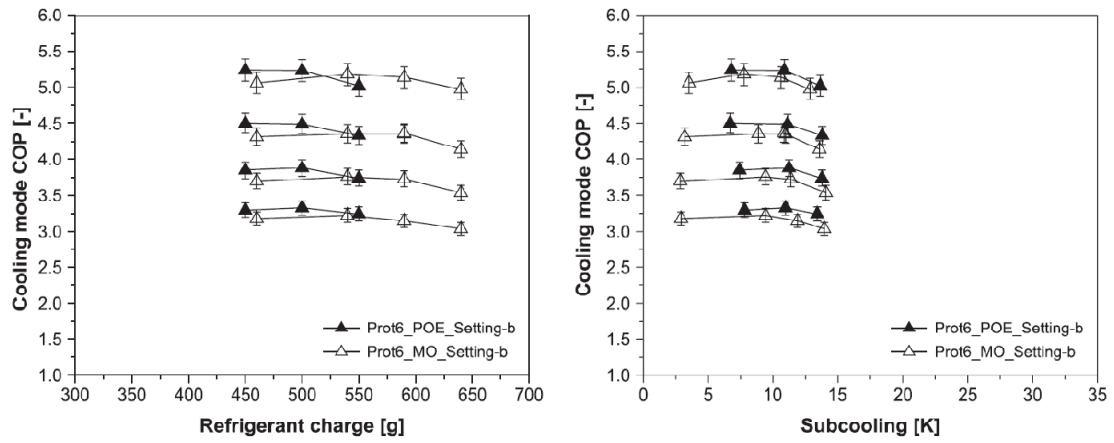 Cooling mode COP [-]
6.0
5.5
5.0
4.5
4.0
3.5
3.0
2.5
2.0
1.5
1.0
Prot6_POE_Setting-b
Prot6_MO_Setting-b
300 350 400 450 500 550 600 650 700
Refrigerant charge [g]
Cooling mode COP [-]
6.0
5.5
5.0
4.5
4.0
3.5
3.0
2.5
2.0
1.5
1.0
Prot6_POE_Setting-b
Prot6_MO_Setting-b
0 5 10 15 20 25 30 35
Subcooling [K]